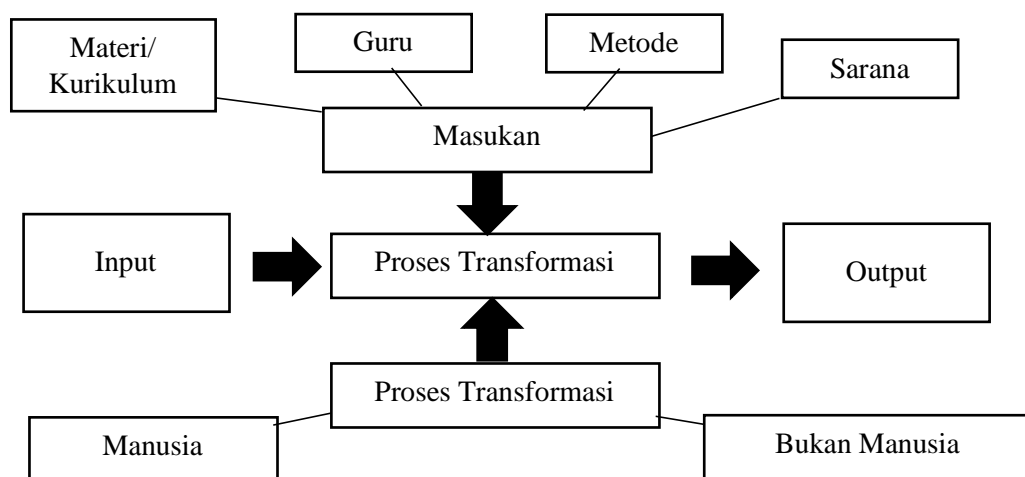 Materi/
Kurikulum
Guru
Metode
Sarana
Masukan
Input
Proses Transformasi
Output
Proses Transformasi
Manusia
Bukan Manusia